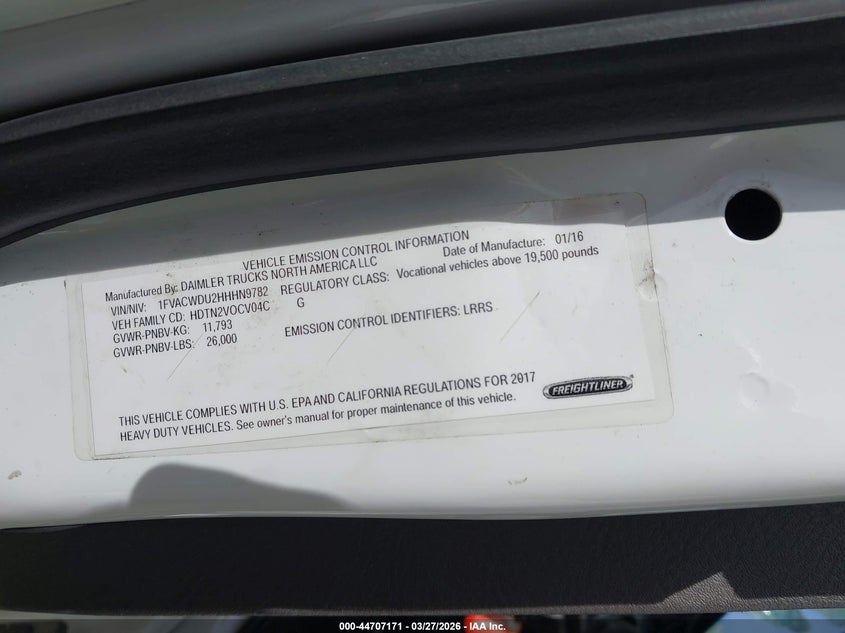 VEHICLE EMISSION CONTROL INFORMATION
Manufactured By: DAIMLER TRUCKS NORTH AMERICA LLC Date of Manufacture: 01/16
VIN/NIV: 1FVACWDU2HHHN9782 REGULATORY CLASS: Vocational vehicles above 19,500 pounds
VEH FAMILY CD: HDTN2VOCV04C G
GVWR-PNBV-KG: 11,793
GVWR-PNBV-LBS: 26,000 EMISSION CONTROL IDENTIFIERS: LRRS
THIS VEHICLE COMPLIES WITH U.S. EPA AND CALIFORNIA REGULATIONS FOR 2017
HEAVY DUTY VEHICLES. See owner's manual for proper maintenance of this vehicle.
FREIGHTLINER
000-44707171 - 03/27/2026 - IAA Inc.